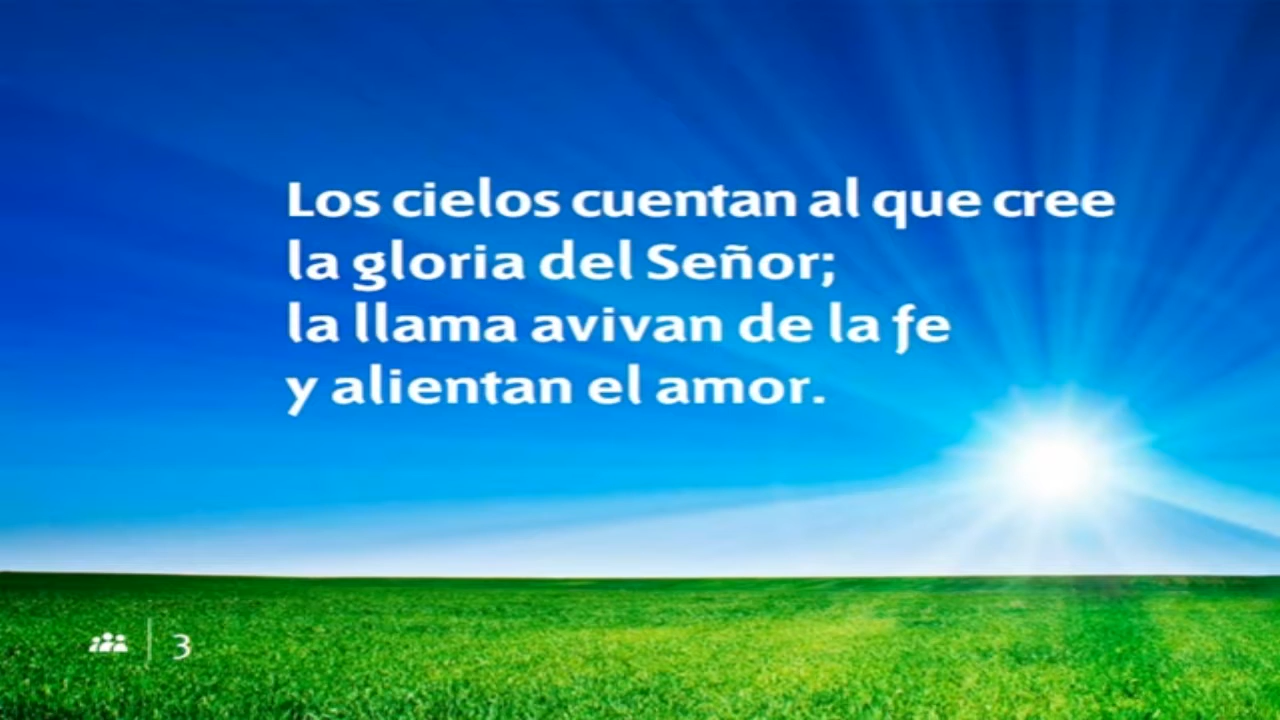 Los cielos cuentan al que cree
la gloria del Señor;
la llama avivan de la fe
y alientan el amor.
3